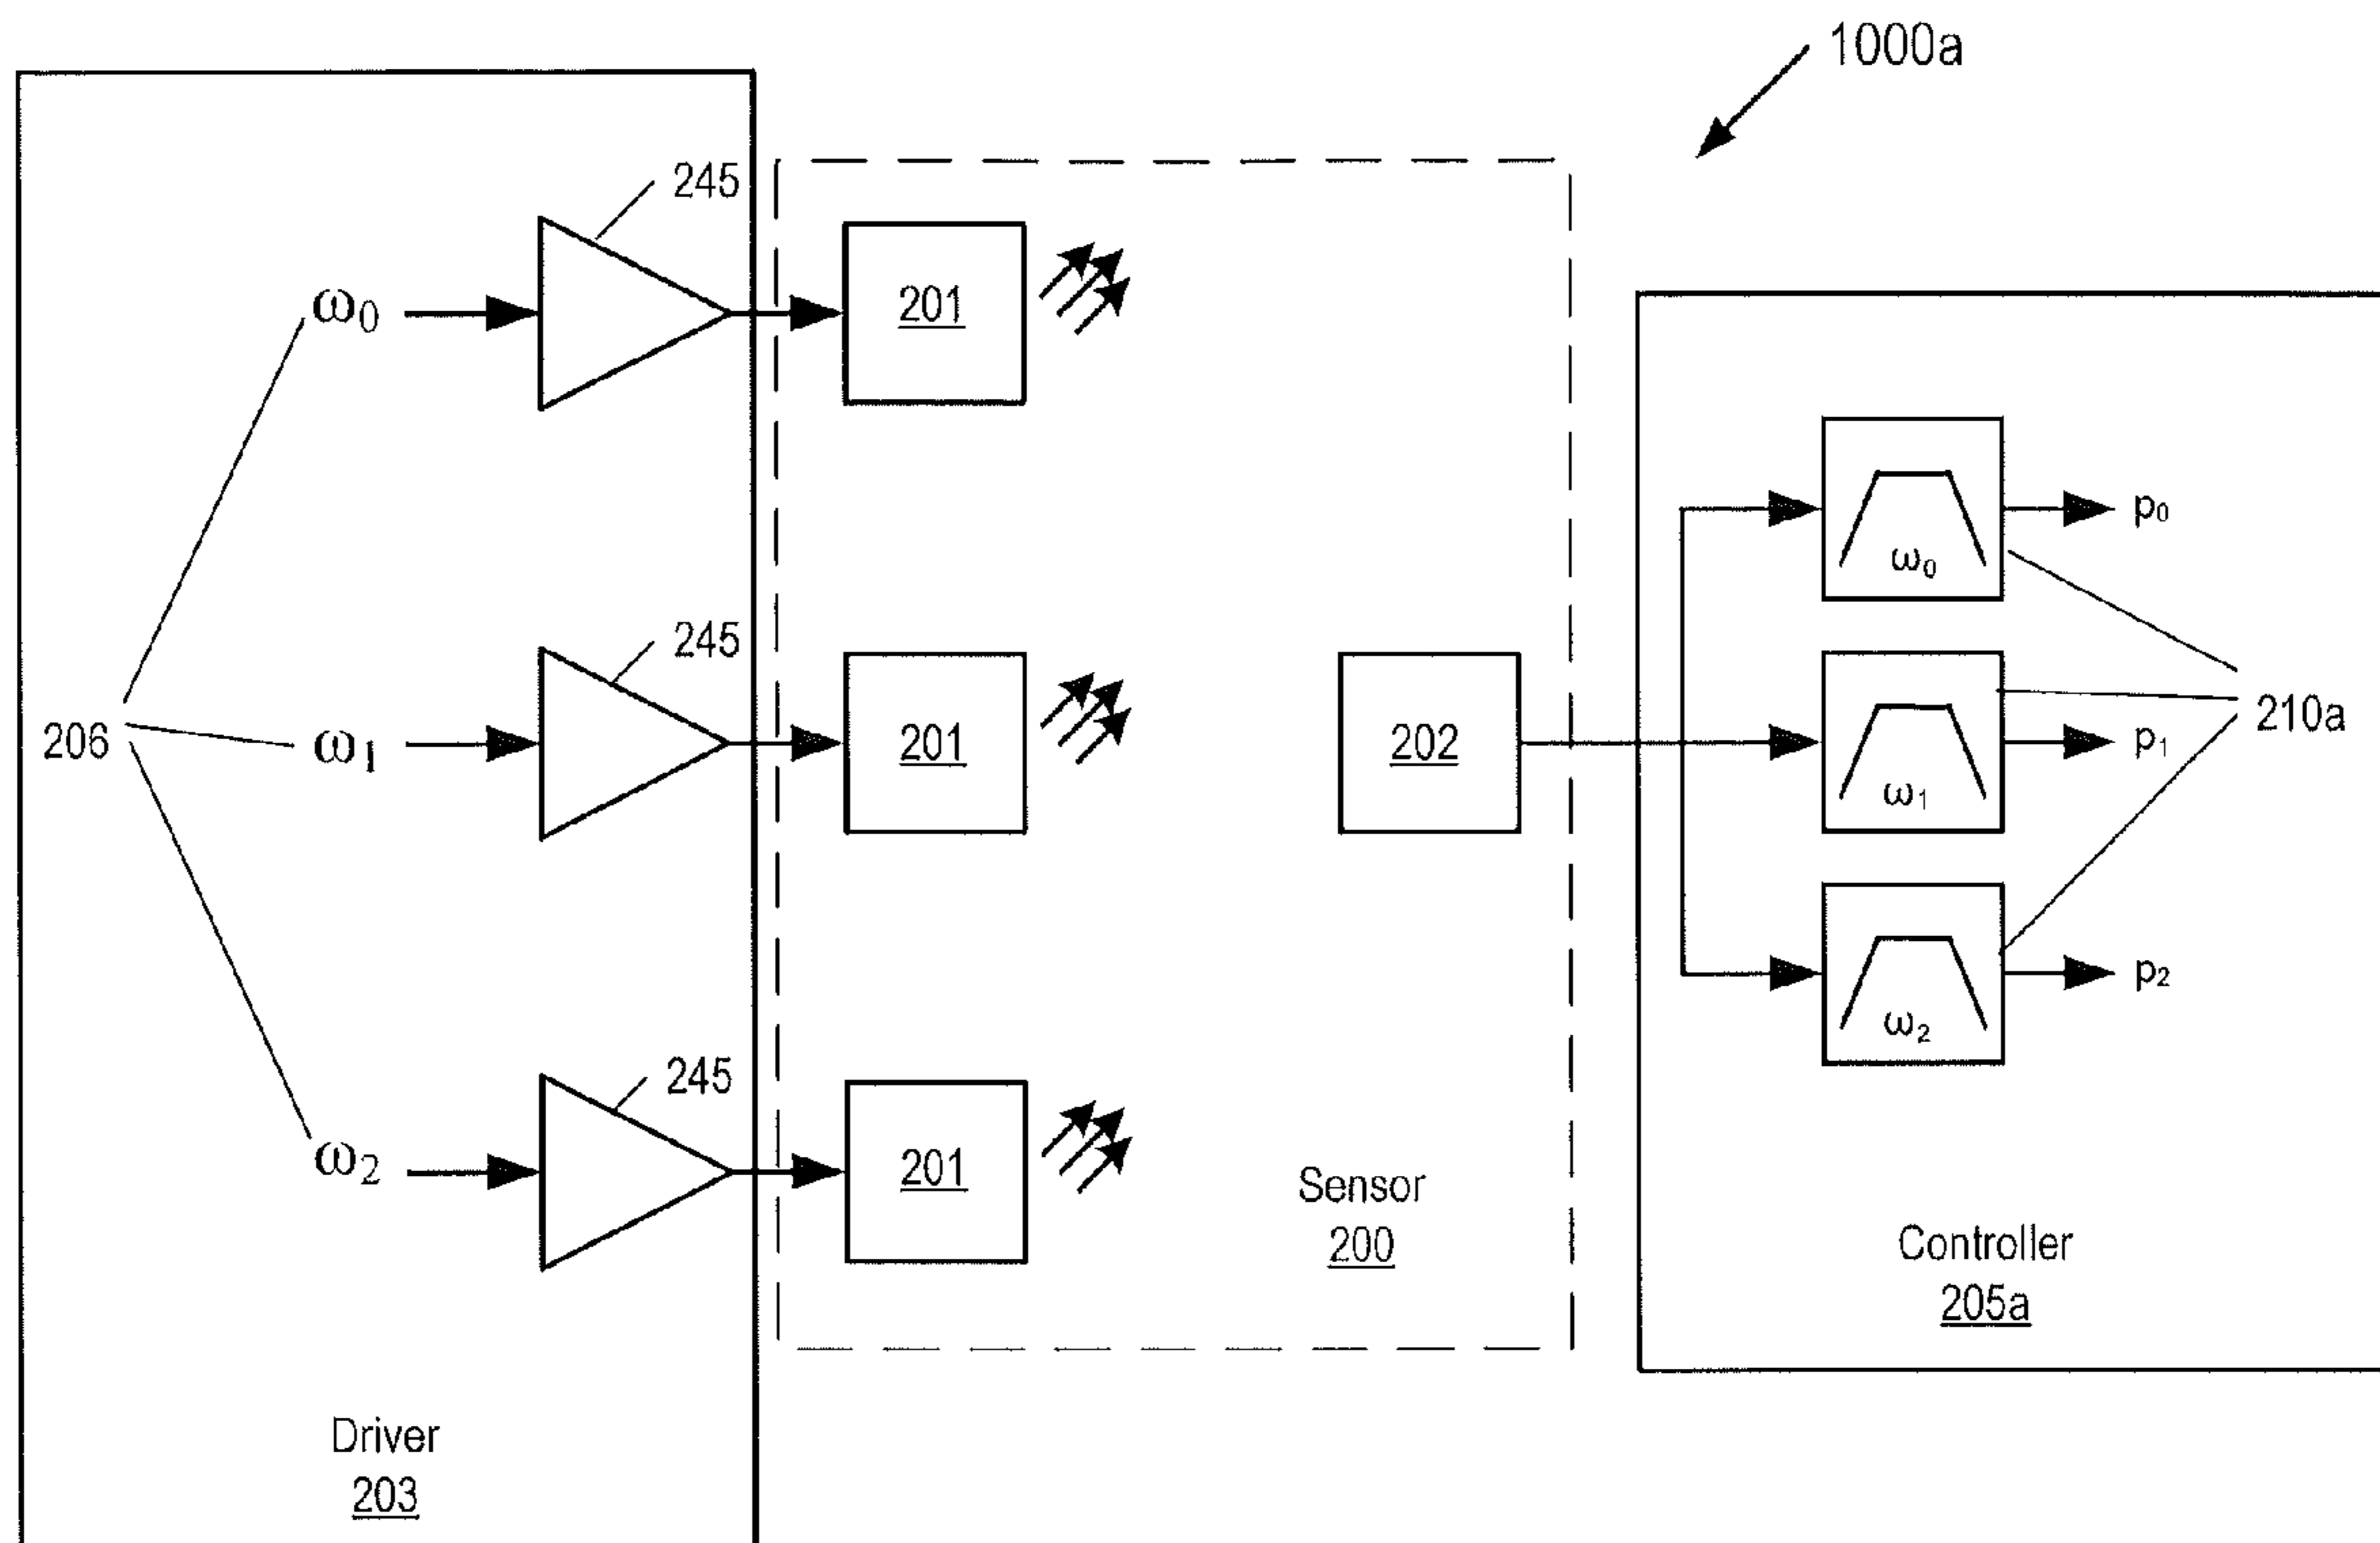 1000a
245
ω₀
201
p₀
ω₀
245
206
ω₁
201
202
p₁
ω₁
210a
245
ω₂
201
p₂
ω₂
Sensor
200
Controller
205a
Driver
203